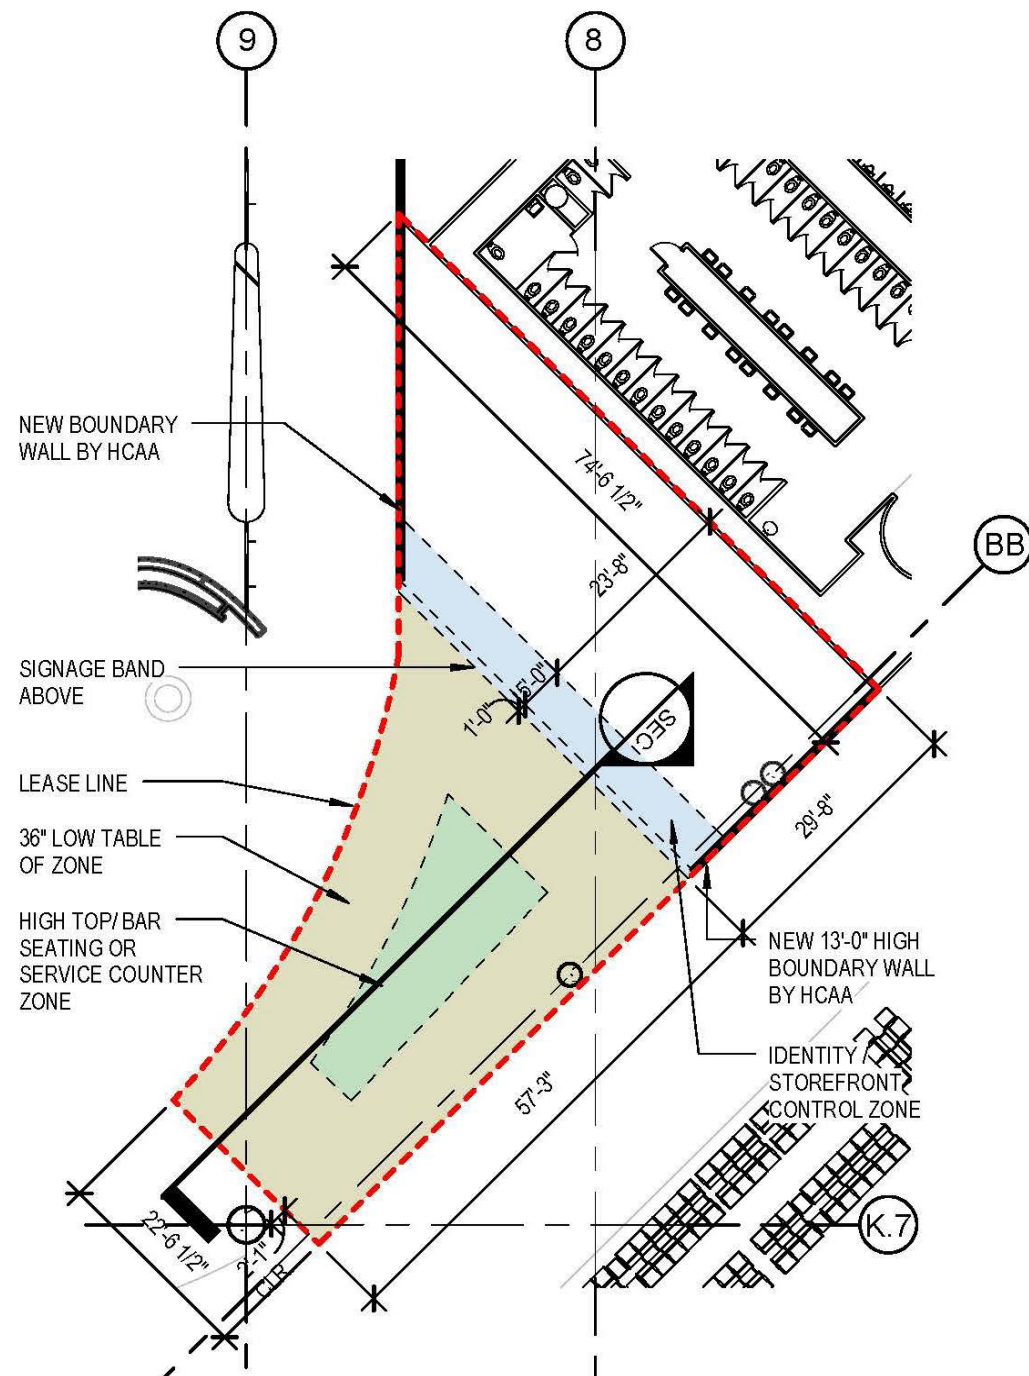 9
8
NEW BOUNDARY
WALL BY HCAA
74'-6 1/2"
23'-8"
BB
SIGNAGE BAND
ABOVE
5'-0"
1'-0"
SEC1
LEASE LINE
29'-8"
36" LOW TABLE
OF ZONE
HIGH TOP/ BAR
SEATING OR
SERVICE COUNTER
ZONE
NEW 13'-0" HIGH
BOUNDARY WALL
BY HCAA
IDENTITY /
STOREFRONT
CONTROL ZONE
57'-3"
K.7
22'-6 1/2"
2'-1"
CLR